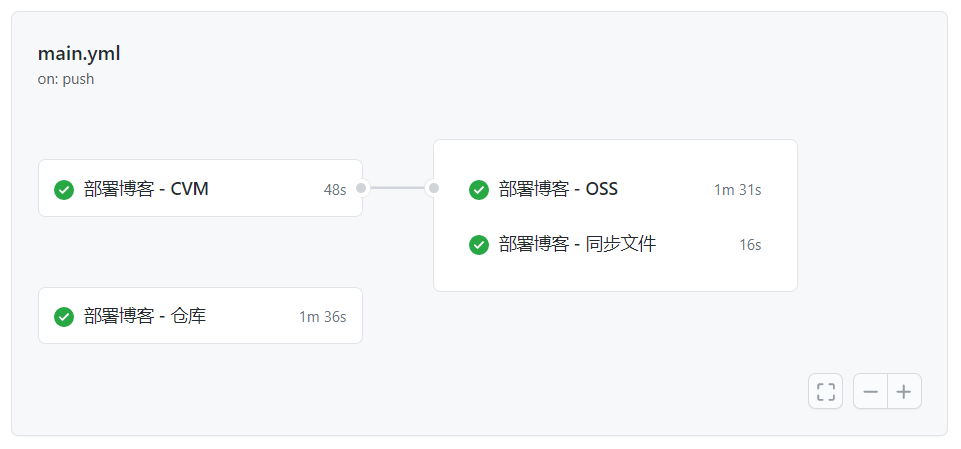 main.yml
on: push
部署博客 - CVM 48s
部署博客 - OSS 1m 31s
部署博客 - 同步文件 16s
部署博客 - 仓库 1m 36s